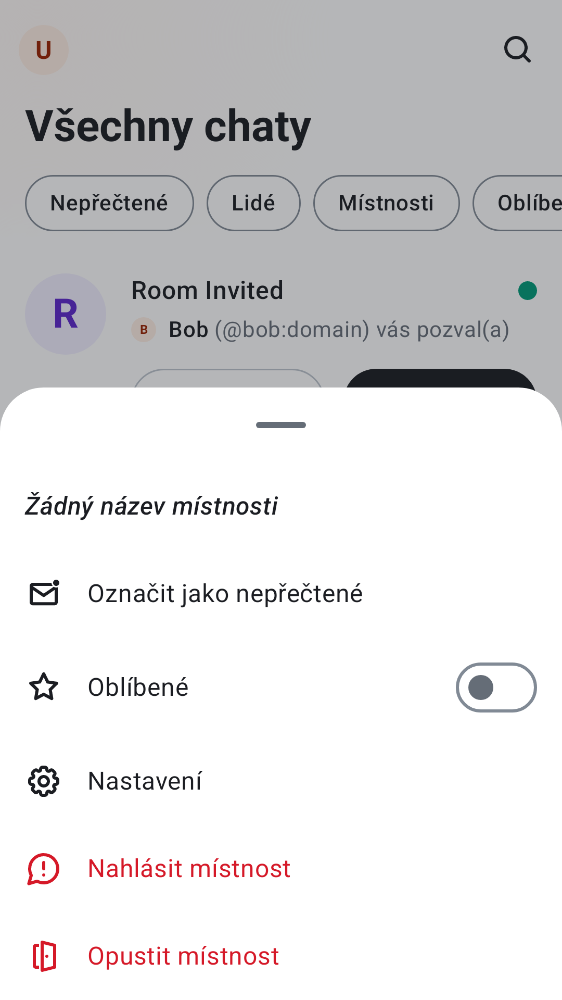 U
Všechny chaty
Nepřečtené Lidé Místnosti Oblíbe
R
Room Invited
B Bob (@bob:domain) vás pozval(a)
Žádný název místnosti
Označit jako nepřečtené
Oblíbené
Nastavení
Nahlásit místnost
Opustit místnost